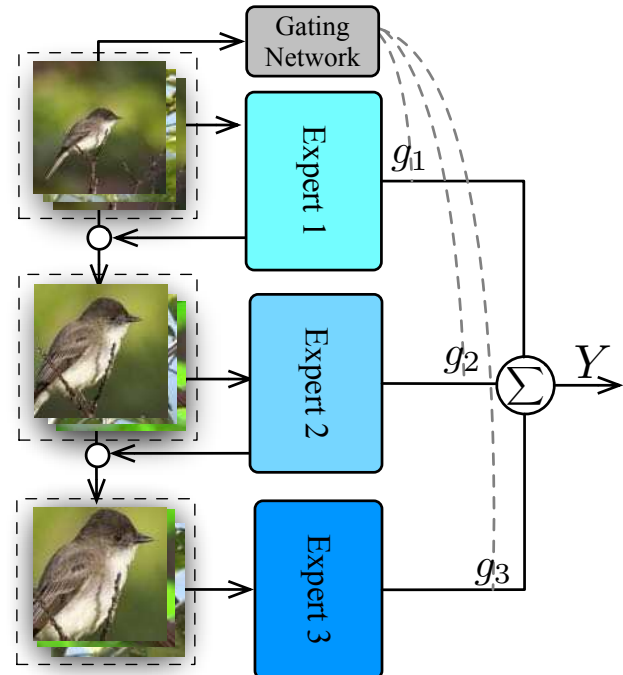 Gating
Network
Expert 1
g1
Expert 2
g2
∑
Y
Expert 3
g3